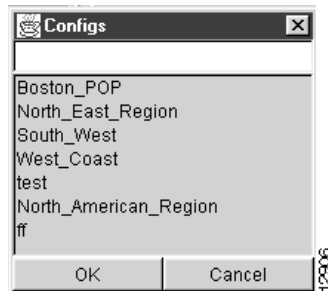 Configs
Boston_POP
North_East_Region
South_West
West_Coast
test
North_American_Region
ff
OK Cancel
12906